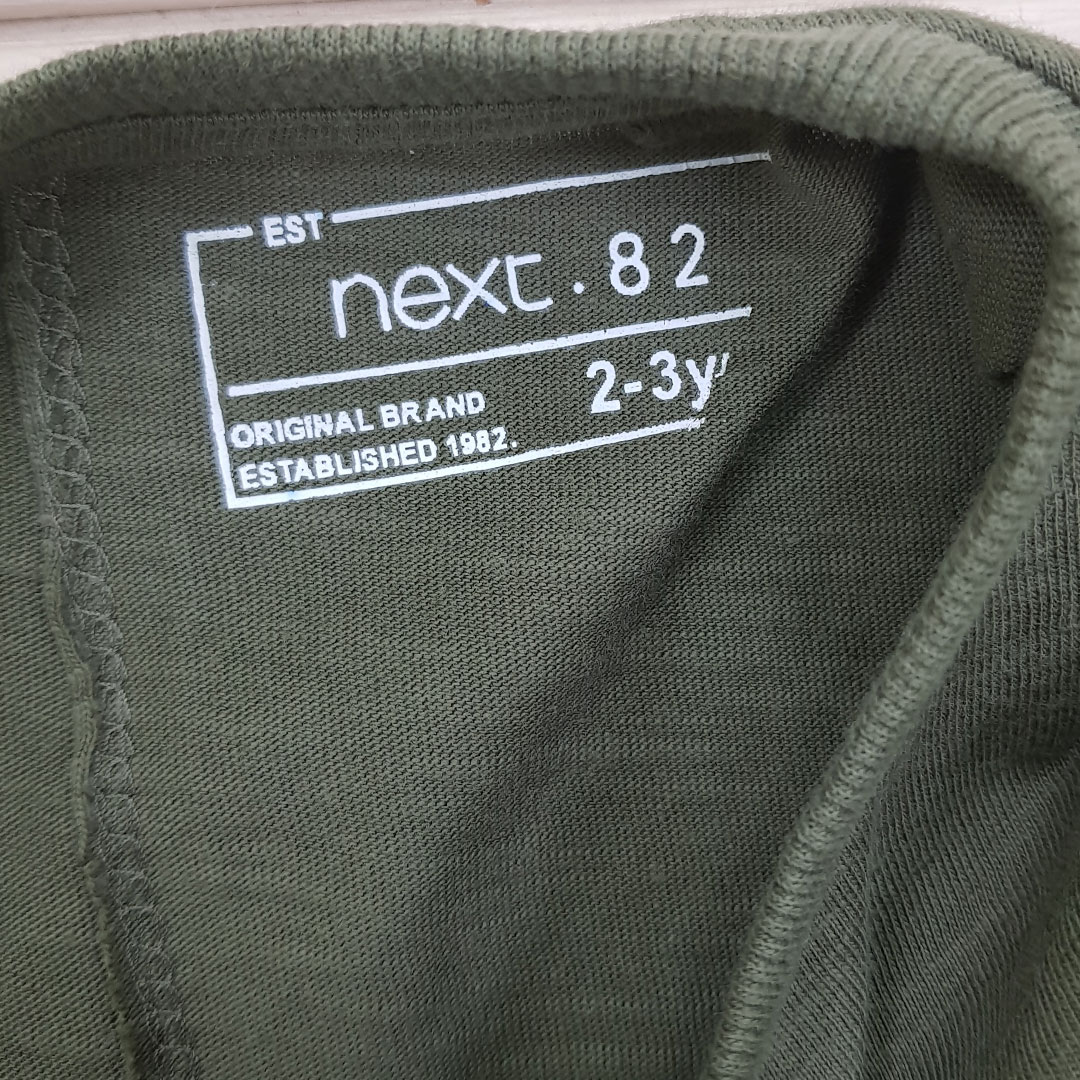 EST
next.82
2-3y
ORIGINAL BRAND
ESTABLISHED 1982.